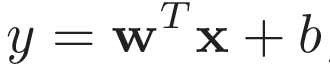 y = w^T x + b